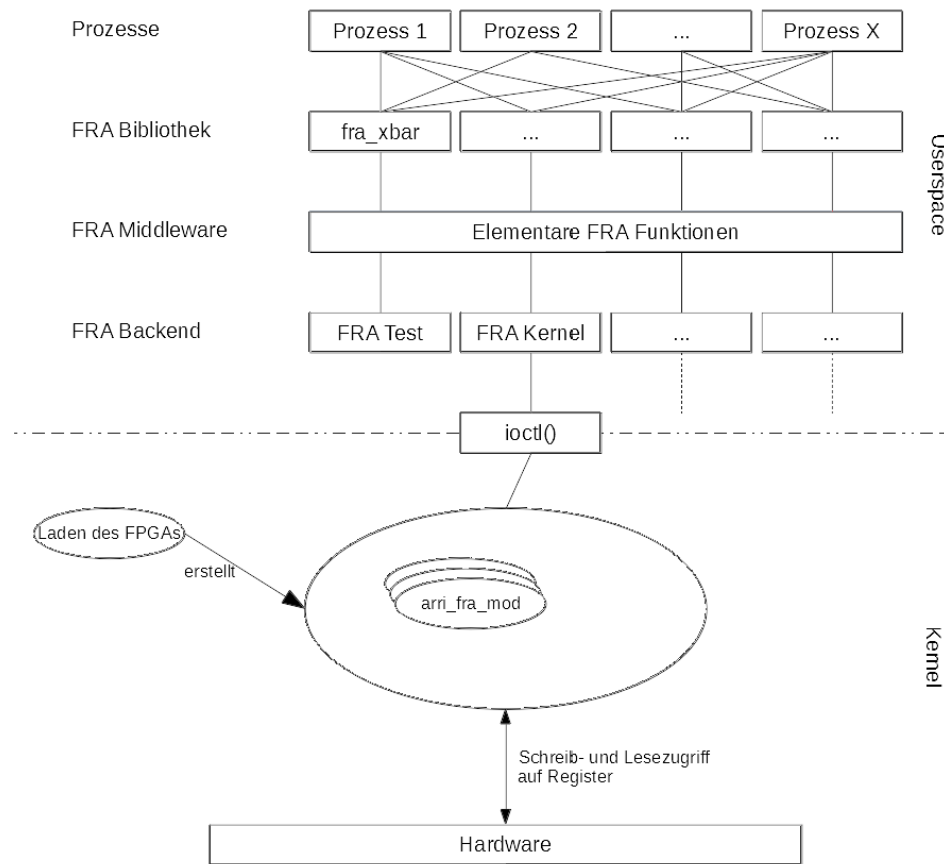 Prozesse
Prozess 1
Prozess 2
...
Prozess X
FRA Bibliothek
fra_xbar
...
...
...
Userspace
FRA Middleware
Elementare FRA Funktionen
FRA Backend
FRA Test
FRA Kernel
...
...
ioctl()
Laden des FPGAs
erstellt
arri_fra_mod
Kernel
Schreib- und Lesezugriff
auf Register
Hardware